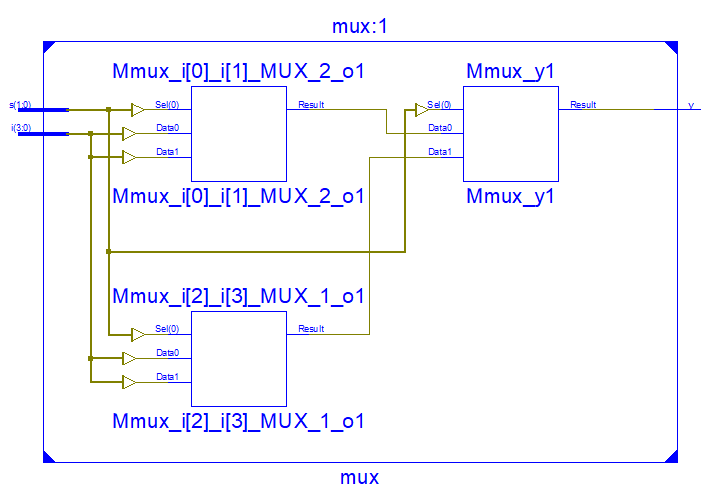 mux:1
Mmux_i[0]_i[1]_MUX_2_o1
Mmux_y1
s(1:0)
i(3:0)
Sel(0)
Data0
Data1
Result
Sel(0)
Data0
Data1
Result
y
Mmux_i[0]_i[1]_MUX_2_o1
Mmux_y1
Mmux_i[2]_i[3]_MUX_1_o1
Sel(0)
Data0
Data1
Result
Mmux_i[2]_i[3]_MUX_1_o1
mux